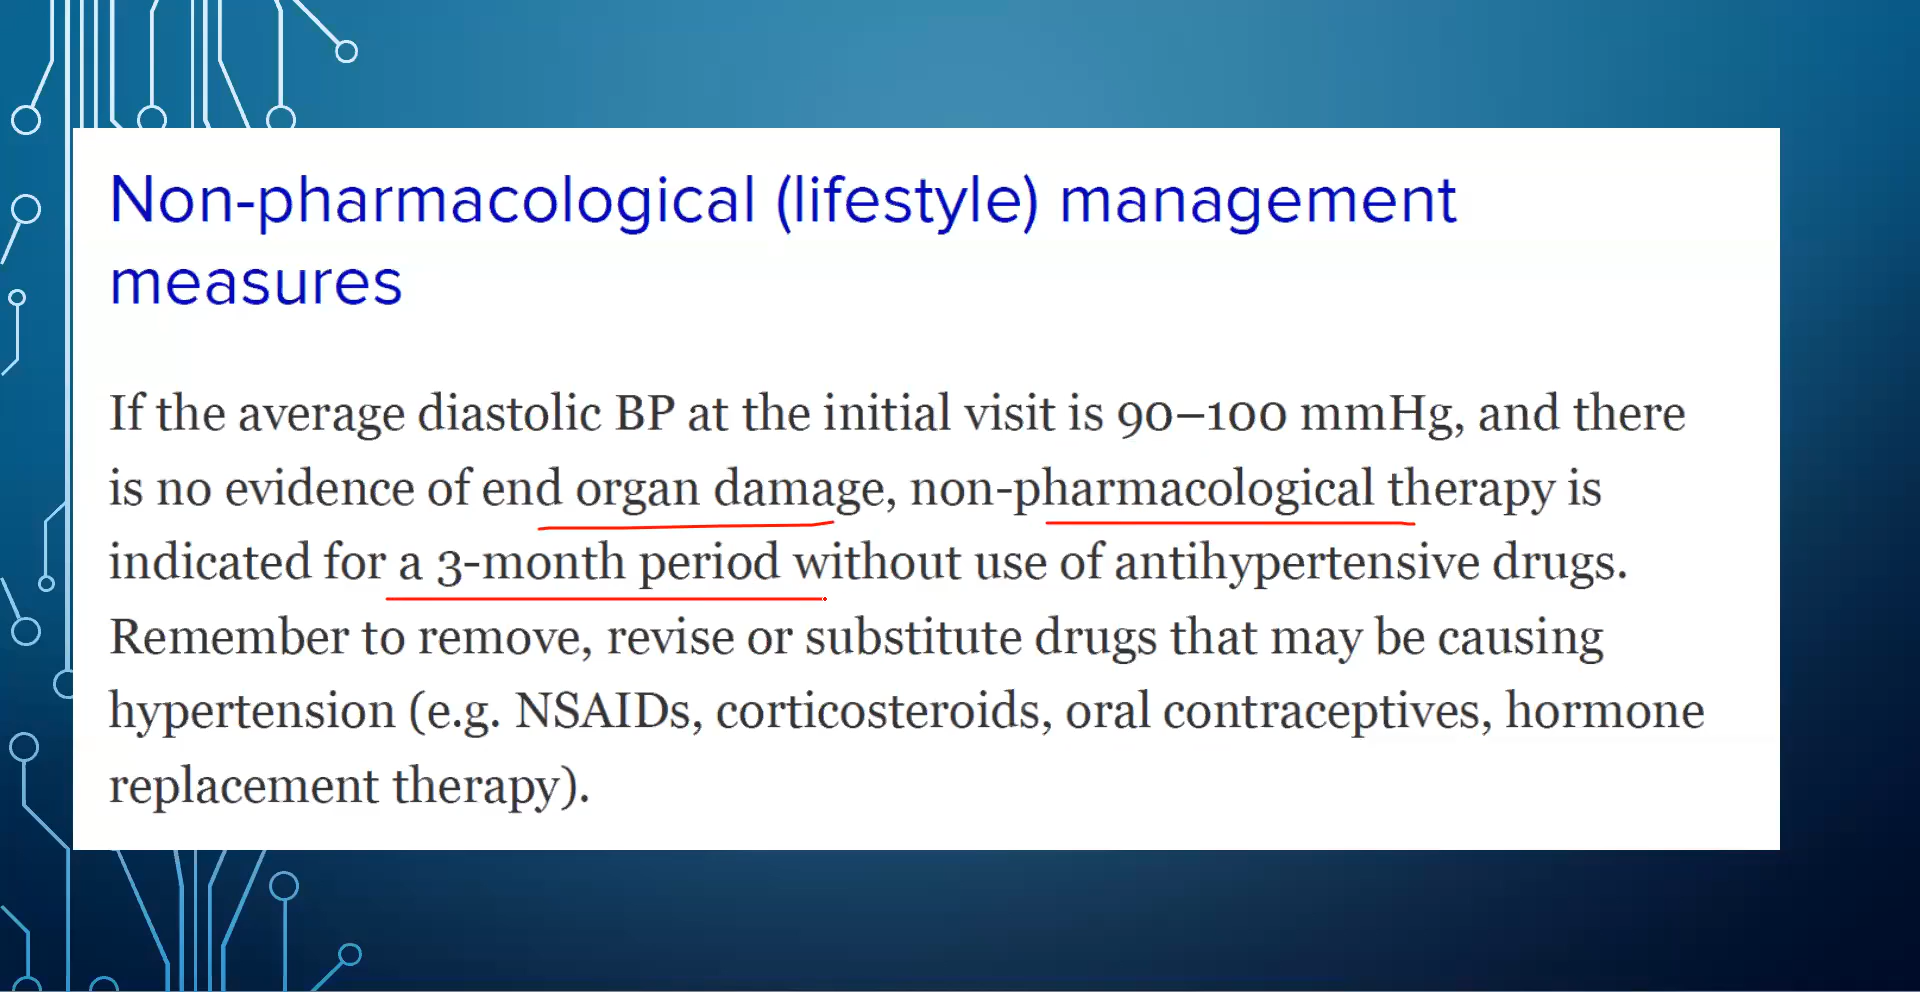 Non-pharmacological (lifestyle) management
measures
If the average diastolic BP at the initial visit is 90–100 mmHg, and there
is no evidence of end organ damage, non-pharmacological therapy is
indicated for a 3-month period without use of antihypertensive drugs.
Remember to remove, revise or substitute drugs that may be causing
hypertension (e.g. NSAIDs, corticosteroids, oral contraceptives, hormone
replacement therapy).